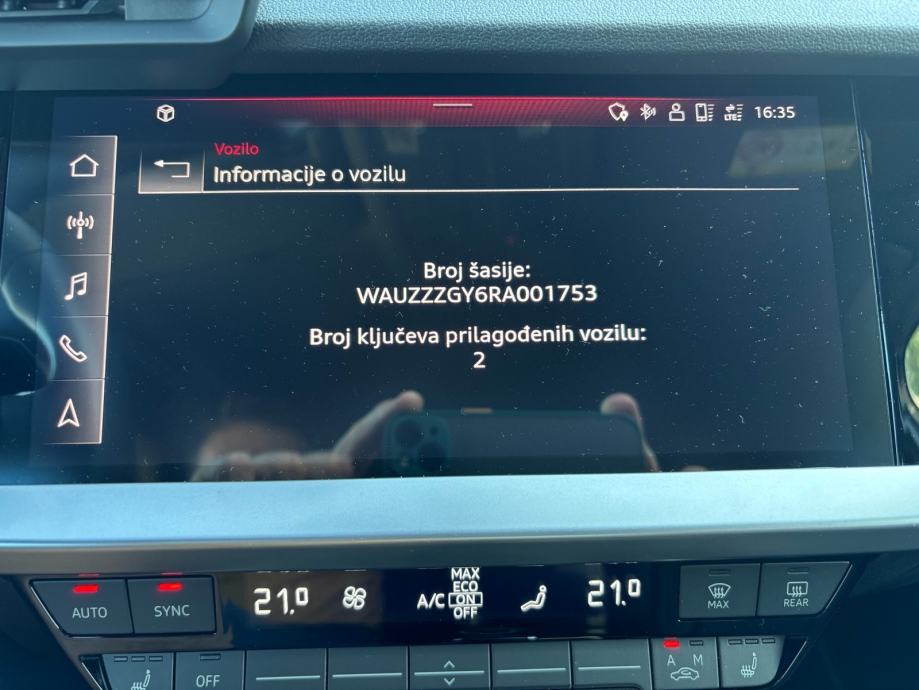 LTE 16:35
Vozilo
Informacije o vozilu
Broj šasije:
WAUZZZGY6RA001753
Broj ključeva prilagođenih vozilu:
2
AUTO
SYNC
21.0
A/C
MAX
ECO
ON
OFF
21.0
MAX
REAR
OFF
A M